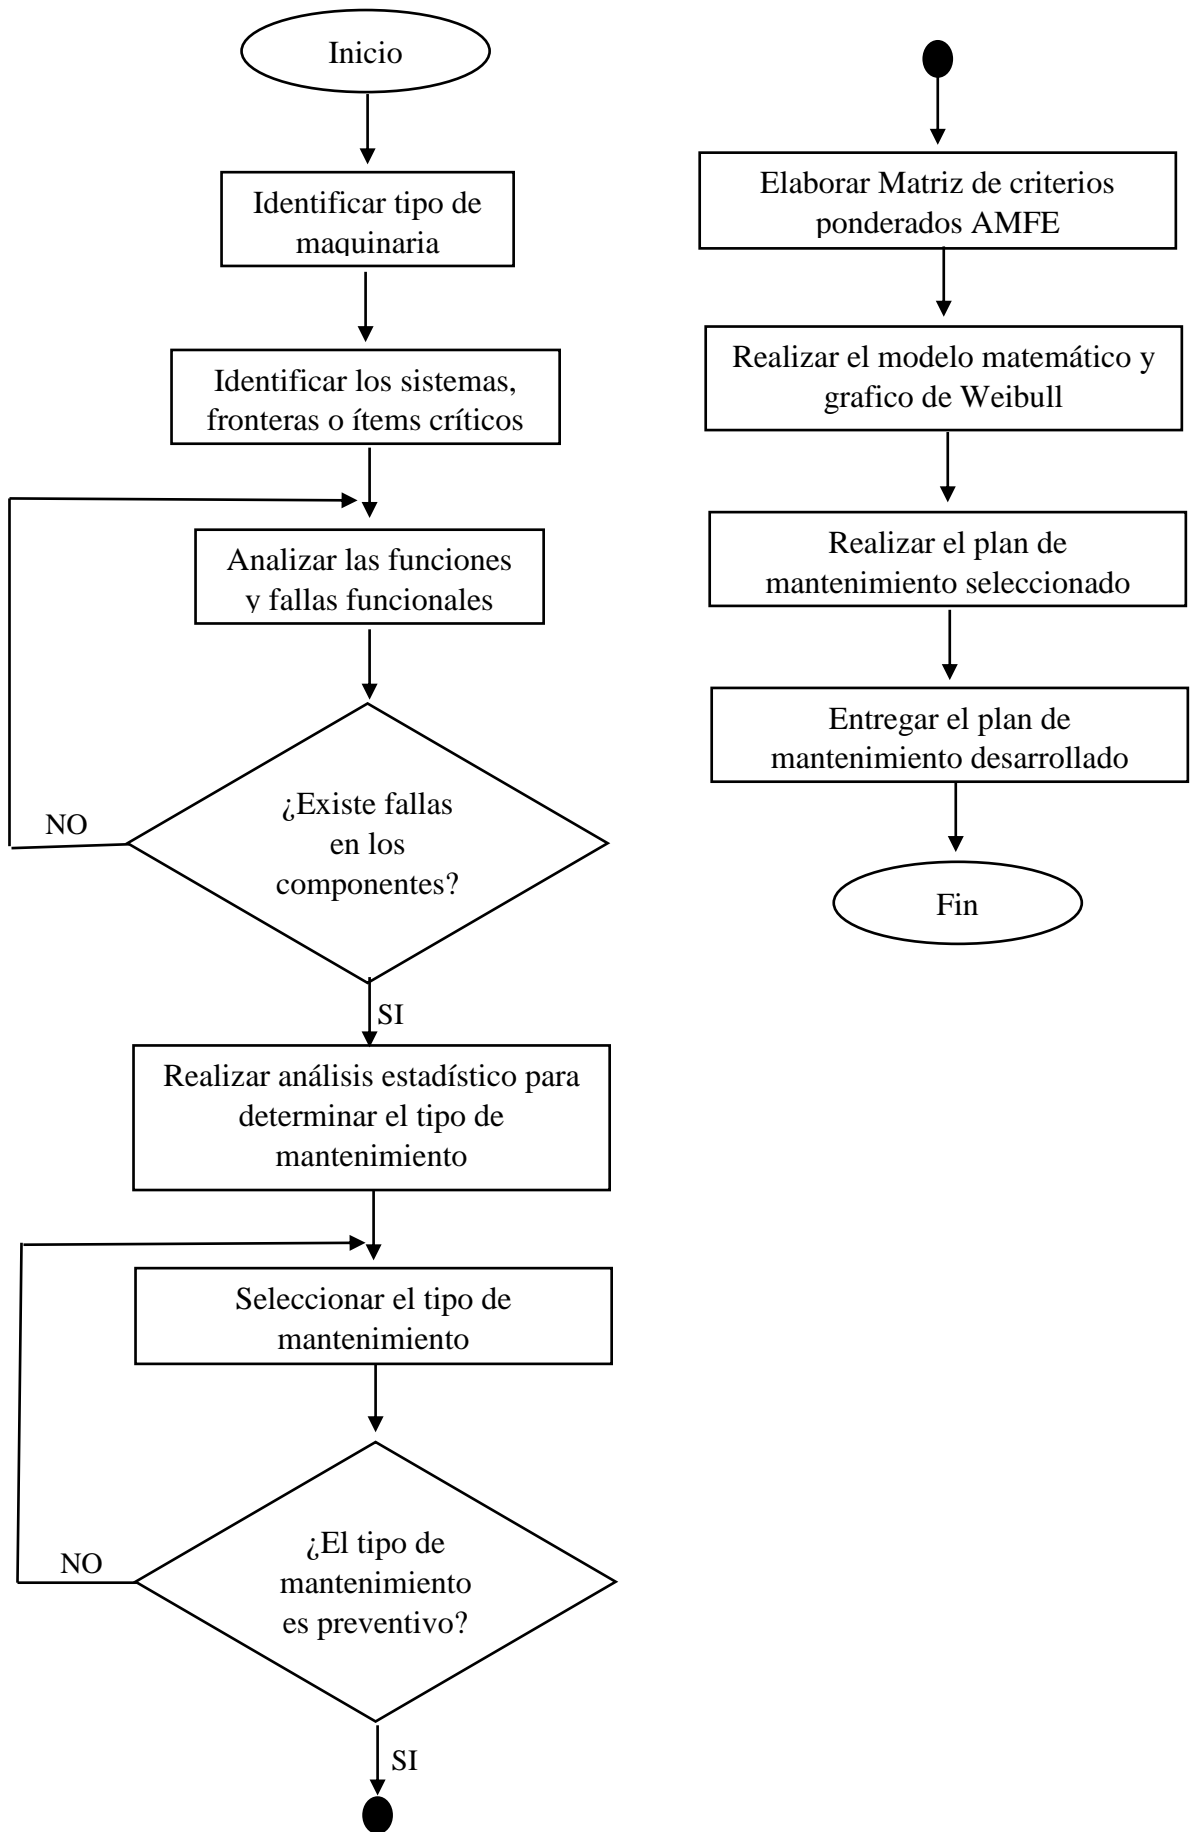 Inicio
Identificar tipo de
maquinaria
Identificar los sistemas,
fronteras o ítems críticos
Analizar las funciones
y fallas funcionales
¿Existe fallas
en los
componentes?
NO
SI
Realizar análisis estadístico para
determinar el tipo de
mantenimiento
Seleccionar el tipo de
mantenimiento
¿El tipo de
mantenimiento
es preventivo?
NO
SI
Elaborar Matriz de criterios
ponderados AMFE
Realizar el modelo matemático y
grafico de Weibull
Realizar el plan de
mantenimiento seleccionado
Entregar el plan de
mantenimiento desarrollado
Fin